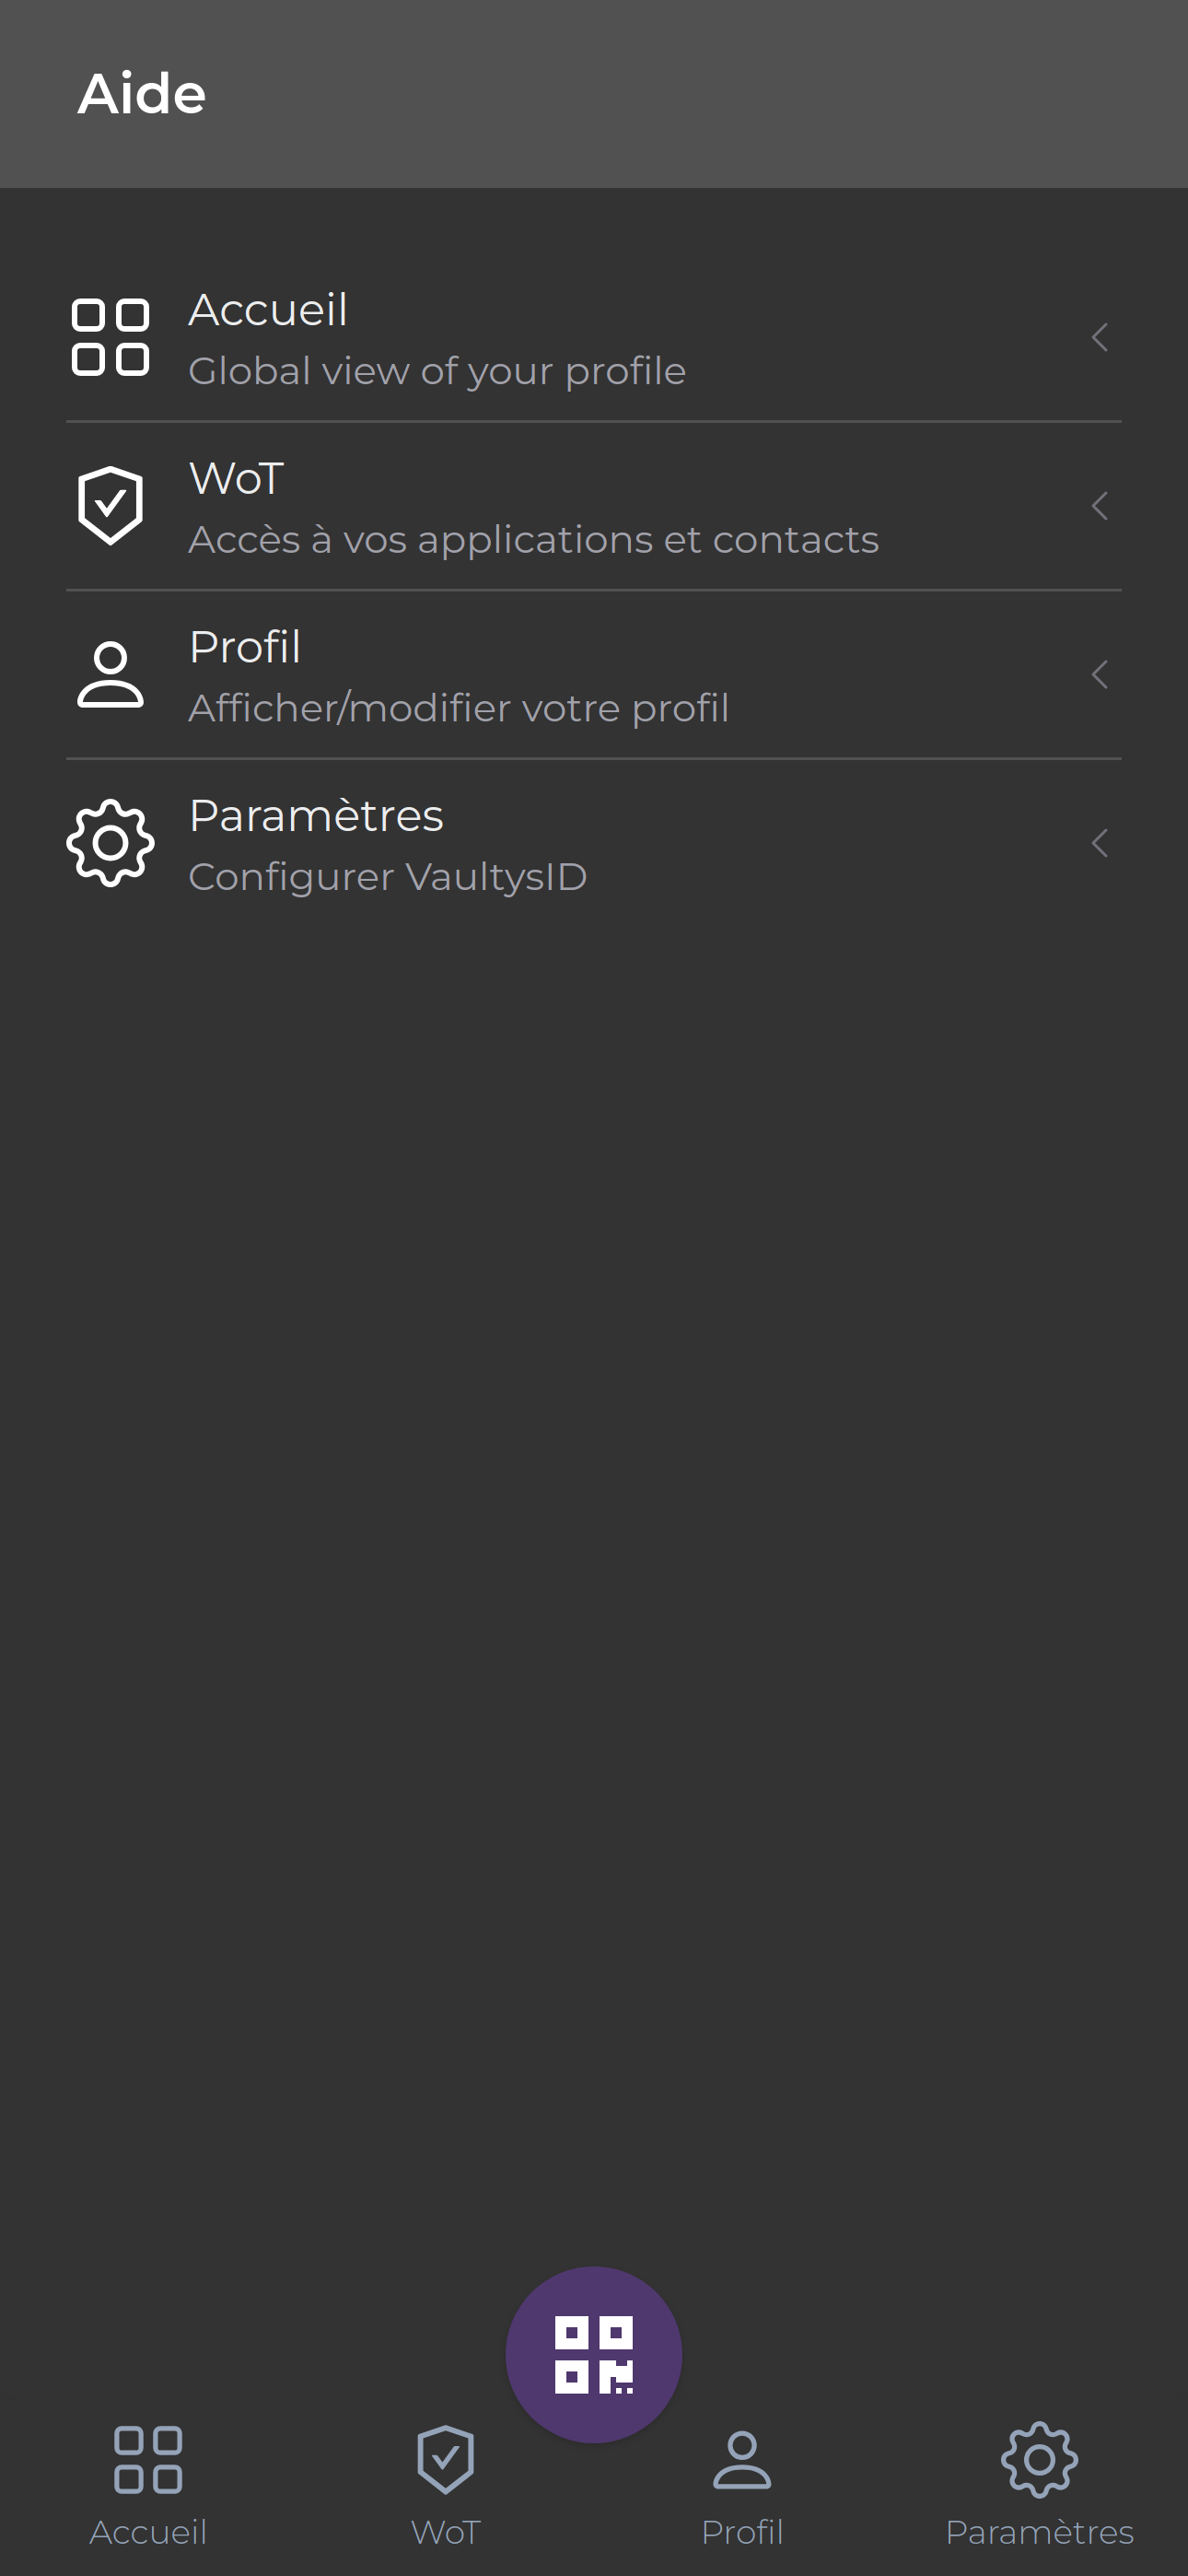 Aide
Accueil
Global view of your profile
WoT
Accès à vos applications et contacts
Profil
Afficher/modifier votre profil
Paramètres
Configurer VaultysID
Accueil
WoT
Profil
Paramètres